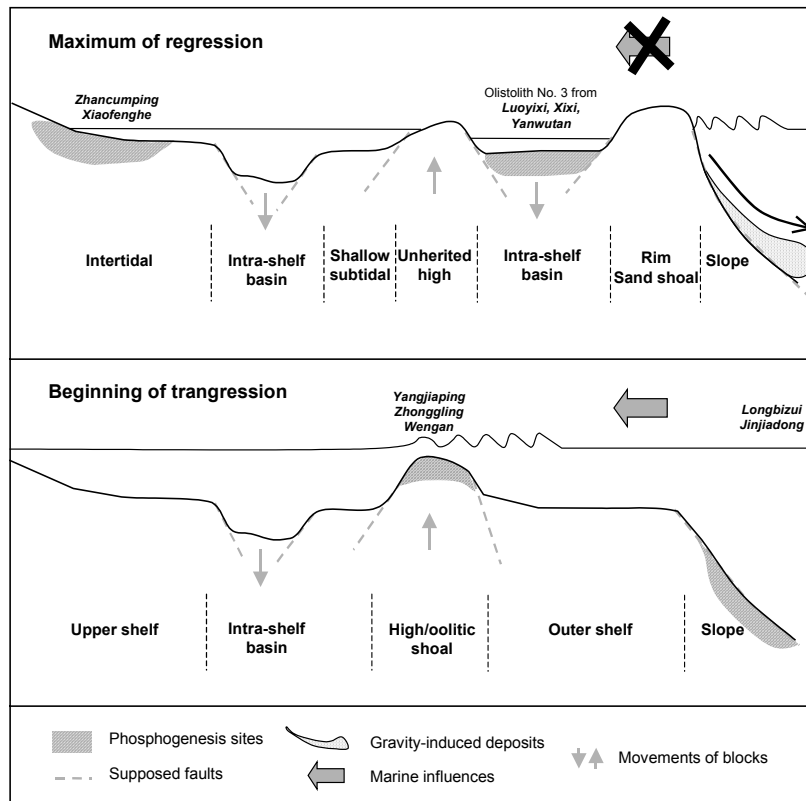 Maximum of regression
Zhancumping
Xiaofenghe
Olistolith No. 3 from
Luoyixi, Xixi,
Yanwutan
Intertidal
Intra-shelf
basin
Shallow
subtidal
Unherited
high
Intra-shelf
basin
Rim
Sand shoal
Slope
Beginning of trangression
Yangjiaping
Zhonggling
Wengan
Longbizui
Jinjiadong
Upper shelf
Intra-shelf
basin
High/oolitic
shoal
Outer shelf
Slope
Phosphogenesis sites
Gravity-induced deposits
Movements of blocks
Supposed faults
Marine influences